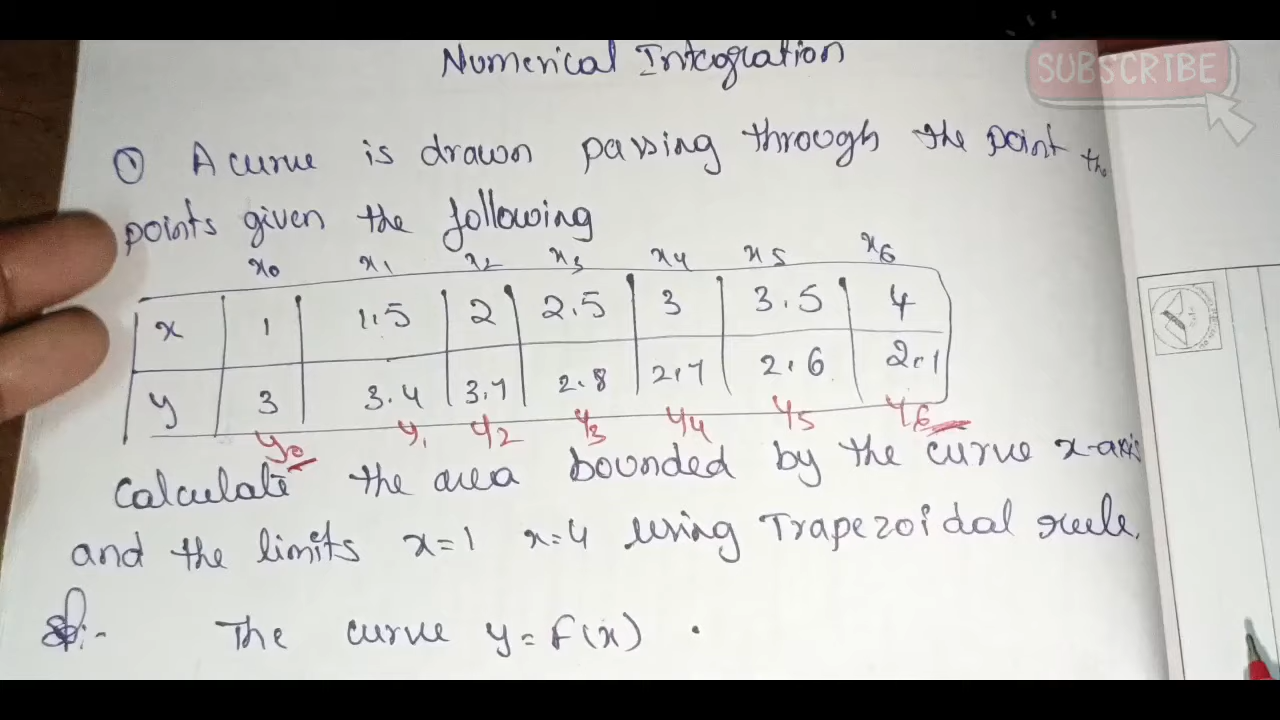 Numerical Integration
SUBSCRIBE
① A curve is drawn passing through the point the
points given the following
x0 x1 x2 x3 x4 x5 x6
x 1 1.5 2 2.5 3 3.5 4
y 3 3.4 3.7 2.8 2.7 2.6 2.1
y0 y1 y2 y3 y4 y5 y6
Calculate the area bounded by the curve x-axis
and the limits x=1 x=4 using Trapezoidal rule.
Sol:- The curve y=f(x)